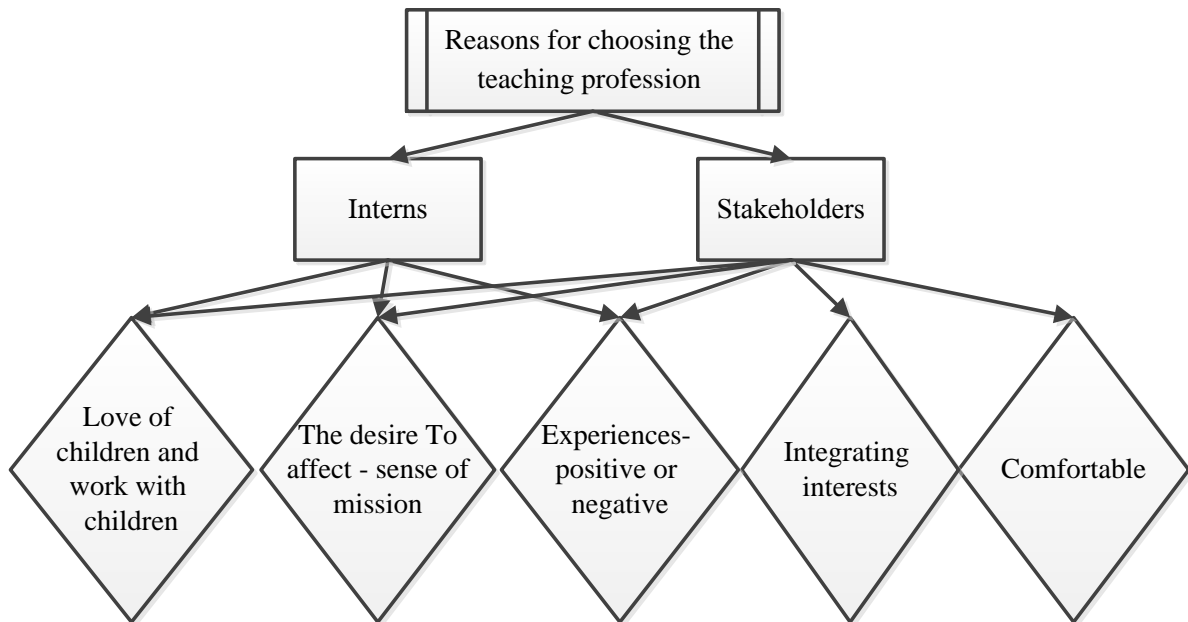 Reasons for choosing the
teaching profession
Interns
Stakeholders
Love of
children and
work with
children
The desire To
affect - sense of
mission
Experiences-
positive or
negative
Integrating
interests
Comfortable